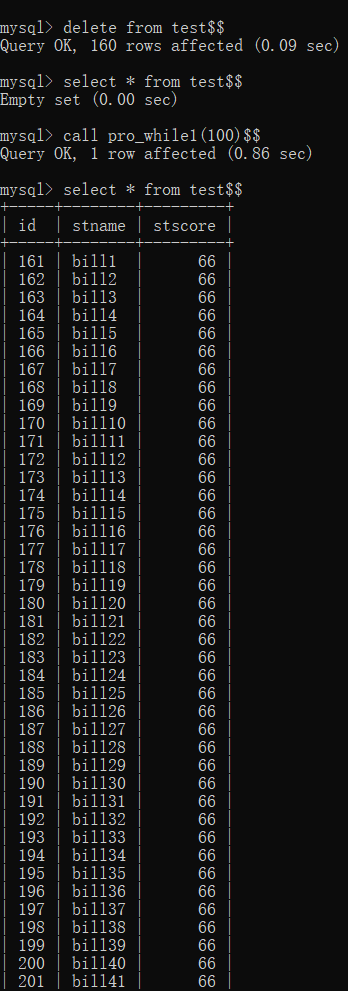 mysql> delete from test$$
Query OK, 160 rows affected (0.09 sec)
mysql> select * from test$$
Empty set (0.00 sec)
mysql> call pro_while1(100)$$
Query OK, 1 row affected (0.86 sec)
mysql> select * from test$$
+-----+--------+---------+
| id | stname | stscore |
+-----+--------+---------+
| 161 | bill1 | 66 |
| 162 | bill2 | 66 |
| 163 | bill3 | 66 |
| 164 | bill4 | 66 |
| 165 | bill5 | 66 |
| 166 | bill6 | 66 |
| 167 | bill7 | 66 |
| 168 | bill8 | 66 |
| 169 | bill9 | 66 |
| 170 | bill10 | 66 |
| 171 | bill11 | 66 |
| 172 | bill12 | 66 |
| 173 | bill13 | 66 |
| 174 | bill14 | 66 |
| 175 | bill15 | 66 |
| 176 | bill16 | 66 |
| 177 | bill17 | 66 |
| 178 | bill18 | 66 |
| 179 | bill19 | 66 |
| 180 | bill20 | 66 |
| 181 | bill21 | 66 |
| 182 | bill22 | 66 |
| 183 | bill23 | 66 |
| 184 | bill24 | 66 |
| 185 | bill25 | 66 |
| 186 | bill26 | 66 |
| 187 | bill27 | 66 |
| 188 | bill28 | 66 |
| 189 | bill29 | 66 |
| 190 | bill30 | 66 |
| 191 | bill31 | 66 |
| 192 | bill32 | 66 |
| 193 | bill33 | 66 |
| 194 | bill34 | 66 |
| 195 | bill35 | 66 |
| 196 | bill36 | 66 |
| 197 | bill37 | 66 |
| 198 | bill38 | 66 |
| 199 | bill39 | 66 |
| 200 | bill40 | 66 |
| 201 | bill41 | 66 |